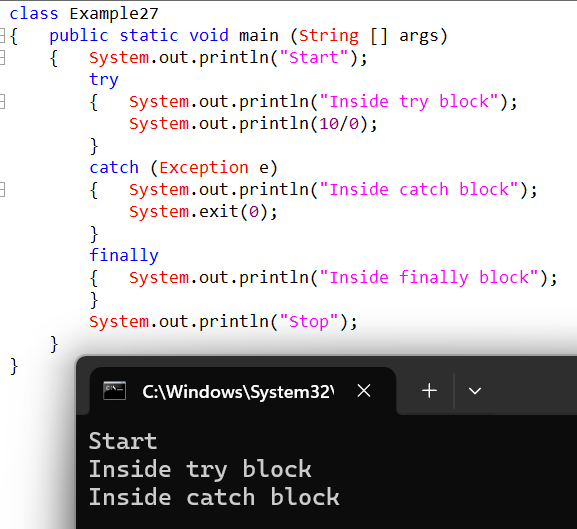 class Example27
{   public static void main (String [] args)
    {   System.out.println("Start");
        try
        {   System.out.println("Inside try block");
            System.out.println(10/0);
        }
        catch (Exception e)
        {   System.out.println("Inside catch block");
            System.exit(0);
        }
        finally
        {   System.out.println("Inside finally block");
        }
        System.out.println("Stop");
    }
}
C:\Windows\System32\
Start
Inside try block
Inside catch block